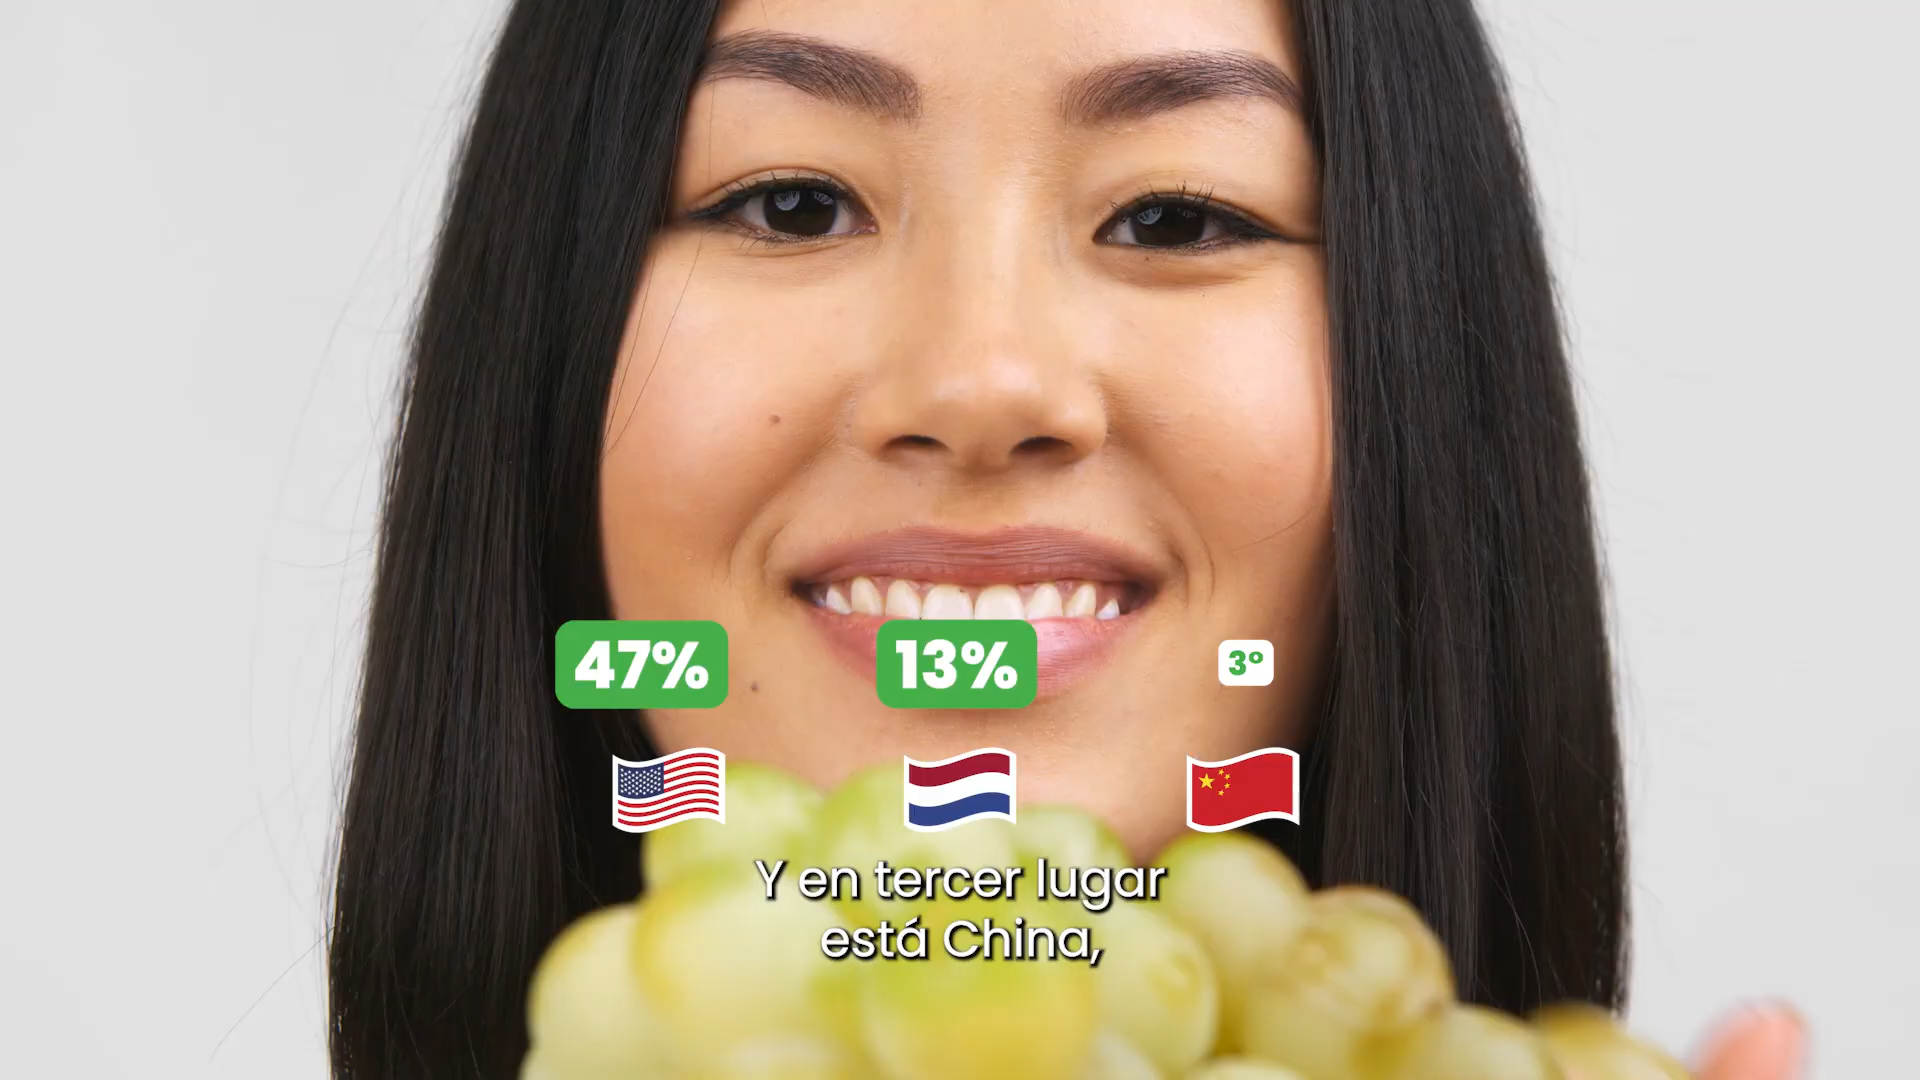 47% 13% 3º
Y en tercer lugar
está China,